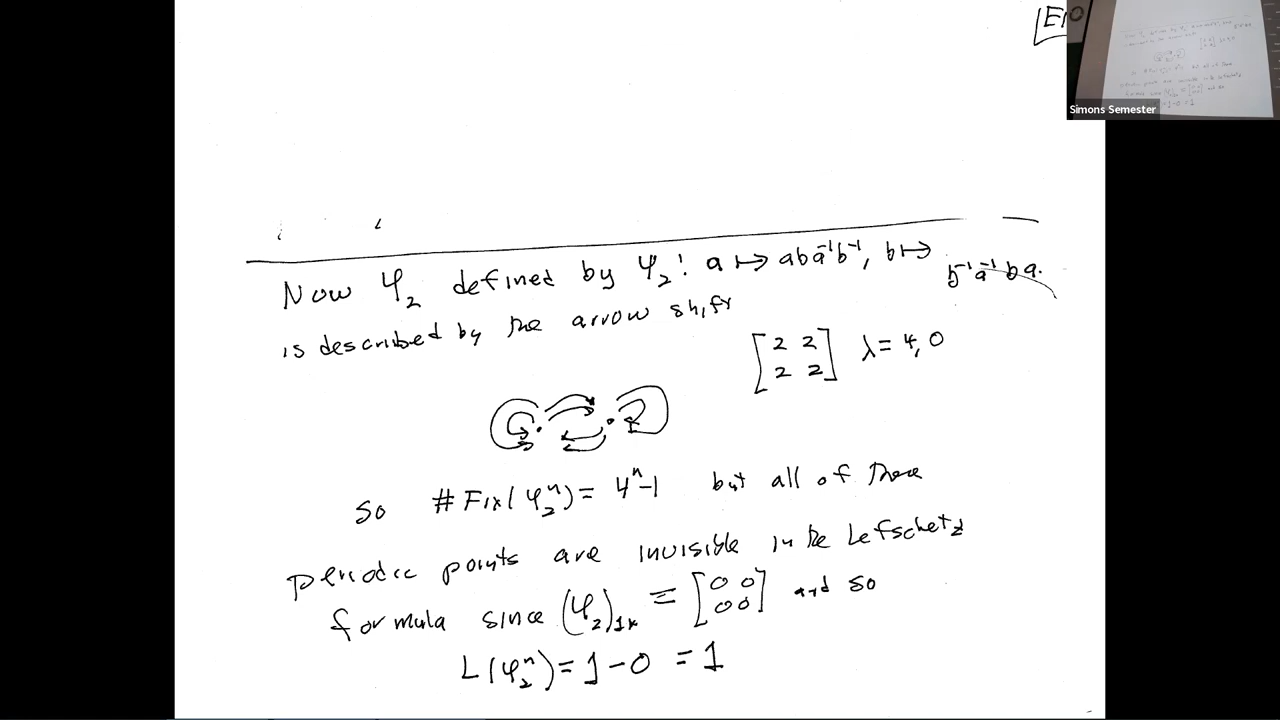 [E10
Simons Semester
Now φ₂ defined by φ₂: a ↦ aba⁻¹b⁻¹, b ↦ b⁻¹a⁻¹ba.
is described by the arrow shift
[2 2
2 2] λ = 4, 0
so #Fix(φ₂ⁿ) = 4ⁿ-1 but all of these
periodic points are invisible in the Lefschetz
formula since (φ₂)₁* = [0 0
0 0] and so
L(φ₂ⁿ) = 1 - 0 = 1